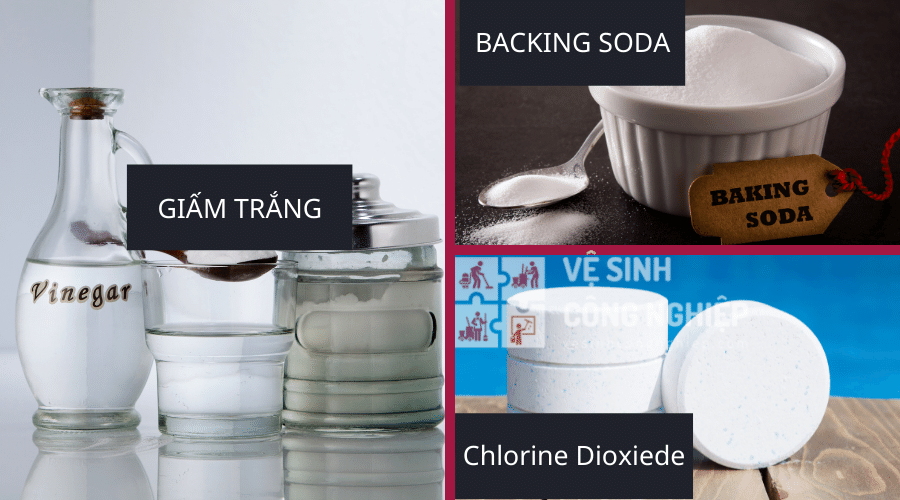 GIẤM TRẮNG
Vinegar
BACKING SODA
BAKING
SODA
VỆ SINH
CÔNG NGHIỆP
Chlorine Dioxiede